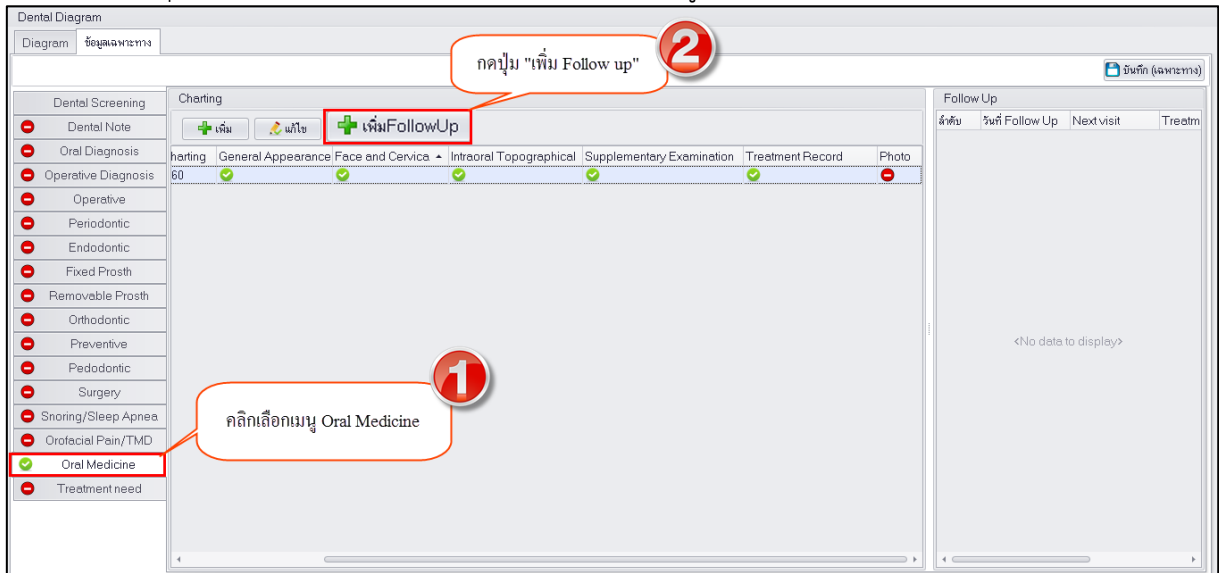 Dental Diagram
Diagram ข้อมูลเฉพาะทาง
กดปุ่ม "เพิ่ม Follow up"
2
บันทึก (เฉพาะทาง)
Dental Screening
Dental Note
Oral Diagnosis
Operative Diagnosis
Operative
Periodontic
Endodontic
Fixed Prosth
Removable Prosth
Orthodontic
Preventive
Pedodontic
Surgery
Snoring/Sleep Apnea
Orofacial Pain/TMD
Oral Medicine
Treatment need
Charting
เพิ่ม แก้ไข เพิ่มFollowUp
harting General Appearance Face and Cervica Intraoral Topographical Supplementary Examination Treatment Record Photo
60
1
คลิกเลือกเมนู Oral Medicine
Follow Up
ลำดับ วันที่ Follow Up Next visit Treatm
<No data to display>